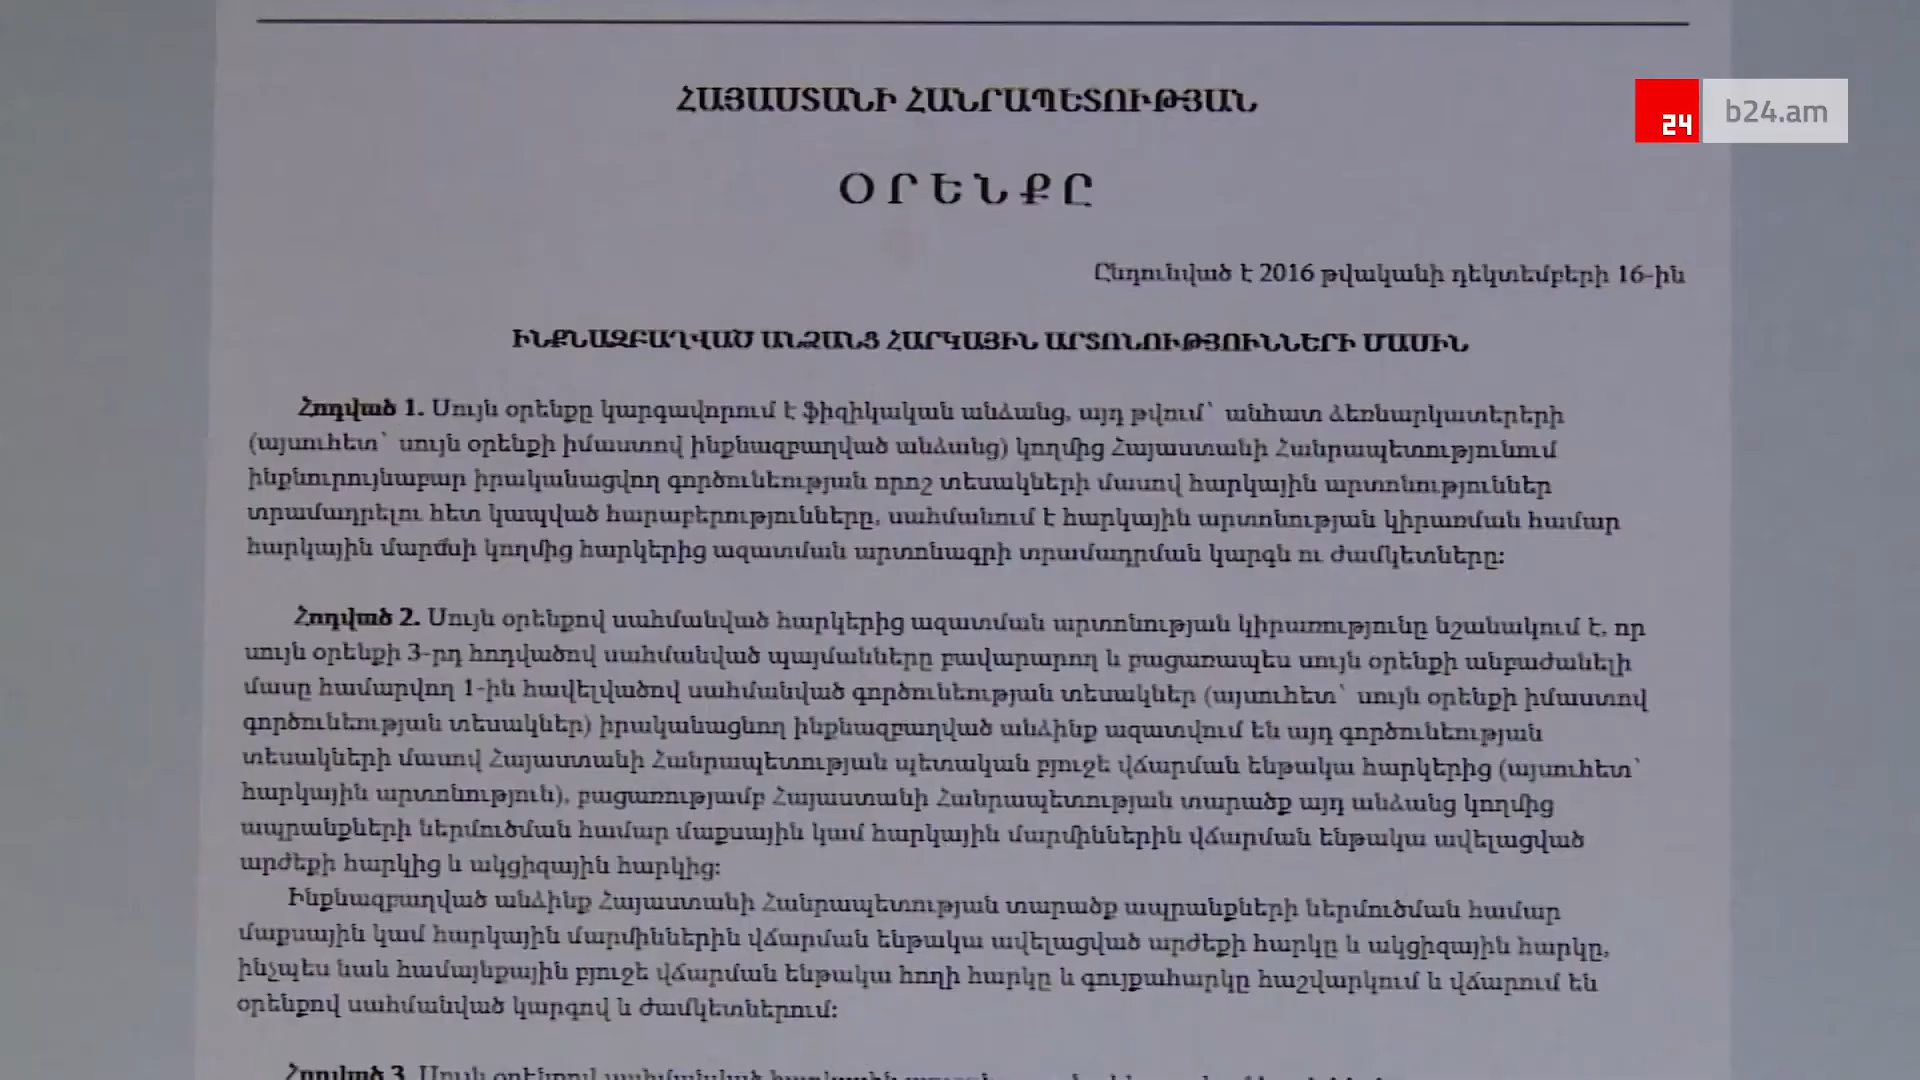 ՀԱՅԱՍՏԱՆԻ ՀԱՆՐԱՊԵՏՈՒԹՅԱՆ
24 b24.am
ՕՐԵՆՔԸ
Ընդունված է 2016 թվականի դեկտեմբերի 16-ին
ԻՆՔՆԱԶԲԱՂՎԱԾ ԱՆՁԱՆՑ ՀԱՐԿԱՅԻՆ ԱՐՏՈՆՈՒԹՅՈՒՆՆԵՐԻ ՄԱՍԻՆ
Հոդված 1. Սույն օրենքը կարգավորում է ֆիզիկական անձանց, այդ թվում՝ անհատ ձեռնարկատերերի
(այսուհետ՝ սույն օրենքի իմաստով ինքնազբաղված անձանց) կողմից Հայաստանի Հանրապետությունում
ինքնուրույնաբար իրականացվող գործունեության որոշ տեսակների մասով հարկային արտոնություններ
տրամադրելու հետ կապված հարաբերությունները, սահմանում է հարկային արտոնության կիրառման համար
հարկային մարմնի կողմից հարկերից ազատման արտոնագրի տրամադրման կարգն ու ժամկետները:
Հոդված 2. Սույն օրենքով սահմանված հարկերից ազատման արտոնության կիրառությունը նշանակում է, որ
սույն օրենքի 3-րդ հոդվածով սահմանված պայմանները բավարարող և բացառապես սույն օրենքի անբաժանելի
մասը համարվող 1-ին հավելվածով սահմանված գործունեության տեսակներ (այսուհետ՝ սույն օրենքի իմաստով
գործունեության տեսակներ) իրականացնող ինքնազբաղված անձինք ազատվում են այդ գործունեության
տեսակների մասով Հայաստանի Հանրապետության պետական բյուջե վճարման ենթակա հարկերից (այսուհետ՝
հարկային արտոնություն), բացառությամբ Հայաստանի Հանրապետության տարածք այդ անձանց կողմից
ապրանքների ներմուծման համար մաքսային կամ հարկային մարմիններին վճարման ենթակա ավելացված
արժեքի հարկից և ակցիզային հարկից:
Ինքնազբաղված անձինք Հայաստանի Հանրապետության տարածք ապրանքների ներմուծման համար
մաքսային կամ հարկային մարմիններին վճարման ենթակա ավելացված արժեքի հարկը և ակցիզային հարկը,
ինչպես նաև համայնքային բյուջե վճարման ենթակա հողի հարկը և գույքահարկը հաշվարկում և վճարում են
օրենքով սահմանված կարգով և ժամկետներում:
Հոդված 3. Սույն օրենքով սահմանված հարկային